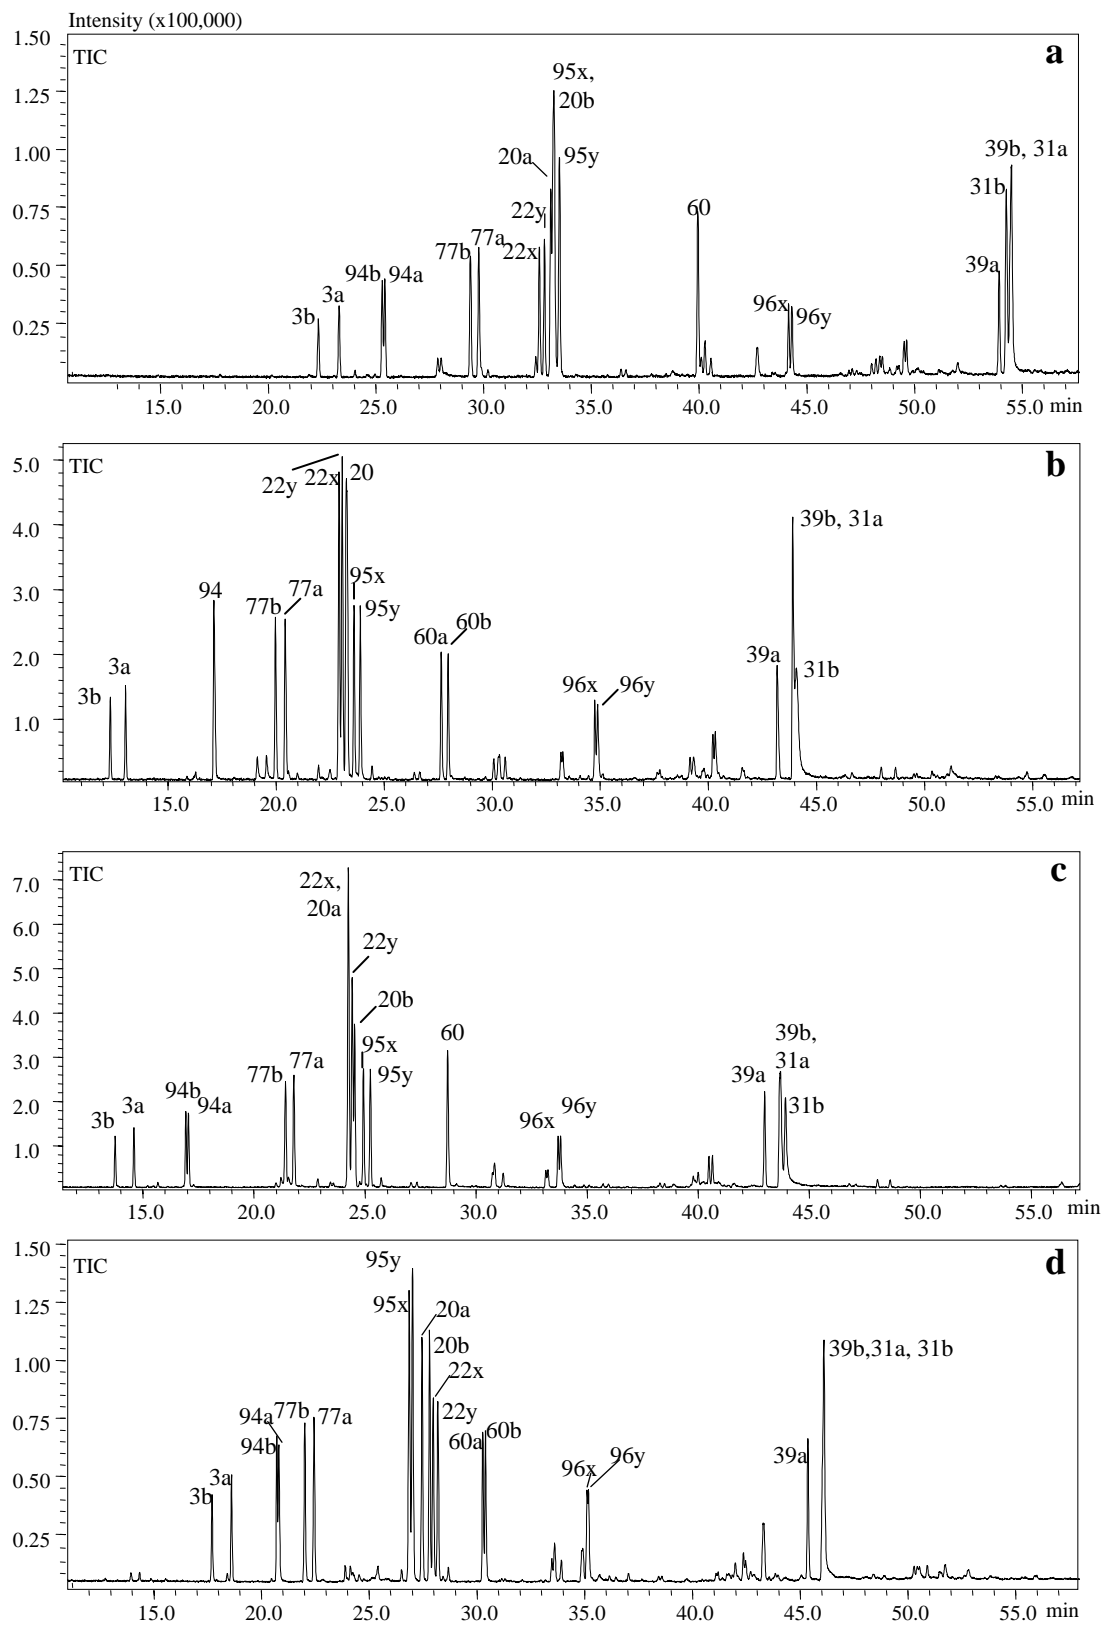 Intensity (x100,000)
1.50
TIC
a
95x,
20b
1.25
1.00
20a
95y
39b, 31a
31b
0.75
22y
60
77b
77a
22x
0.50
94b
94a
39a
3a
3b
96x
96y
0.25
15.0 20.0 25.0 30.0 35.0 40.0 45.0 50.0 55.0 min
5.0
TIC
b
22y
22x
20
4.0
39b, 31a
3.0
94
77b
77a
95x
95y
60a
60b
2.0
3b
3a
96x
96y
39a
31b
1.0
15.0 20.0 25.0 30.0 35.0 40.0 45.0 50.0 55.0 min
TIC
c
7.0
22x,
20a
6.0
22y
5.0
20b
4.0
95x
60
39b,
31a
3.0
77b
77a
95y
39a
2.0
94b
94a
3b
3a
96x
96y
31b
1.0
15.0 20.0 25.0 30.0 35.0 40.0 45.0 50.0 55.0 min
1.50
TIC
d
95y
1.25
95x
20a
20b
39b,31a, 31b
1.00
22x
0.75
94a
77b
77a
22y
60a
60b
94b
96x
96y
39a
0.50
3a
3b
0.25
15.0 20.0 25.0 30.0 35.0 40.0 45.0 50.0 55.0 min